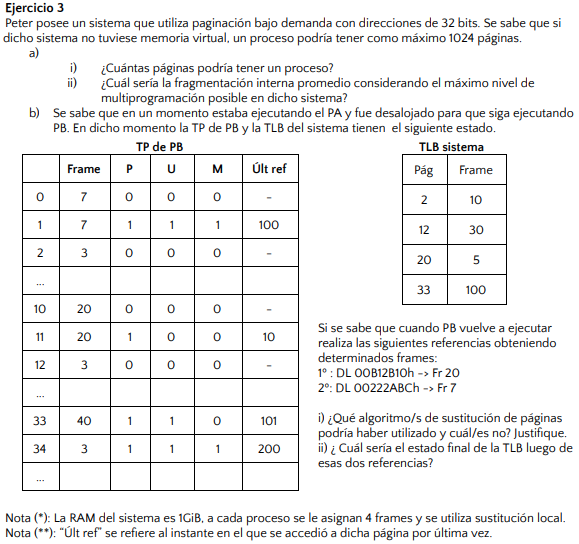 Ejercicio 3
Peter posee un sistema que utiliza paginación bajo demanda con direcciones de 32 bits. Se sabe que si
dicho sistema no tuviese memoria virtual, un proceso podría tener como máximo 1024 páginas.
a)
i) ¿Cuántas páginas podría tener un proceso?
ii) ¿Cuál sería la fragmentación interna promedio considerando el máximo nivel de
multiprogramación posible en dicho sistema?
b) Se sabe que en un momento estaba ejecutando el PA y fue desalojado para que siga ejecutando
PB. En dicho momento la TP de PB y la TLB del sistema tienen el siguiente estado.
TP de PB
Frame P U M Últ ref
0 7 0 0 0 -
1 7 1 1 1 100
2 3 0 0 0 -
...
10 20 0 0 0 -
11 20 1 0 0 10
12 3 0 0 0 -
...
33 40 1 1 0 101
34 3 1 1 1 200
...
TLB sistema
Pág Frame
2 10
12 30
20 5
33 100
Si se sabe que cuando PB vuelve a ejecutar
realiza las siguientes referencias obteniendo
determinados frames:
1º : DL 00B12B10h -> Fr 20
2º: DL 00222ABCh -> Fr 7
i) ¿Qué algoritmo/s de sustitución de páginas
podría haber utilizado y cuál/es no? Justifique.
ii) ¿ Cuál sería el estado final de la TLB luego de
esas dos referencias?
Nota (*): La RAM del sistema es 1GiB, a cada proceso se le asignan 4 frames y se utiliza sustitución local.
Nota (**): "Últ ref" se refiere al instante en el que se accedió a dicha página por última vez.